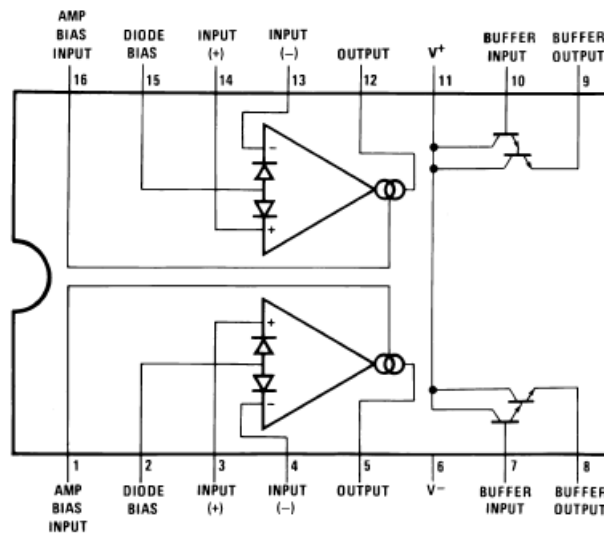 AMP
BIAS
INPUT
16
DIODE
BIAS
15
INPUT
(+)
14
INPUT
(−)
13
OUTPUT
12
V+
11
BUFFER
INPUT
10
BUFFER
OUTPUT
9
−
+
+
−
1
AMP
BIAS
INPUT
2
DIODE
BIAS
3
INPUT
(+)
4
INPUT
(−)
5
OUTPUT
6
V−
7
BUFFER
INPUT
8
BUFFER
OUTPUT